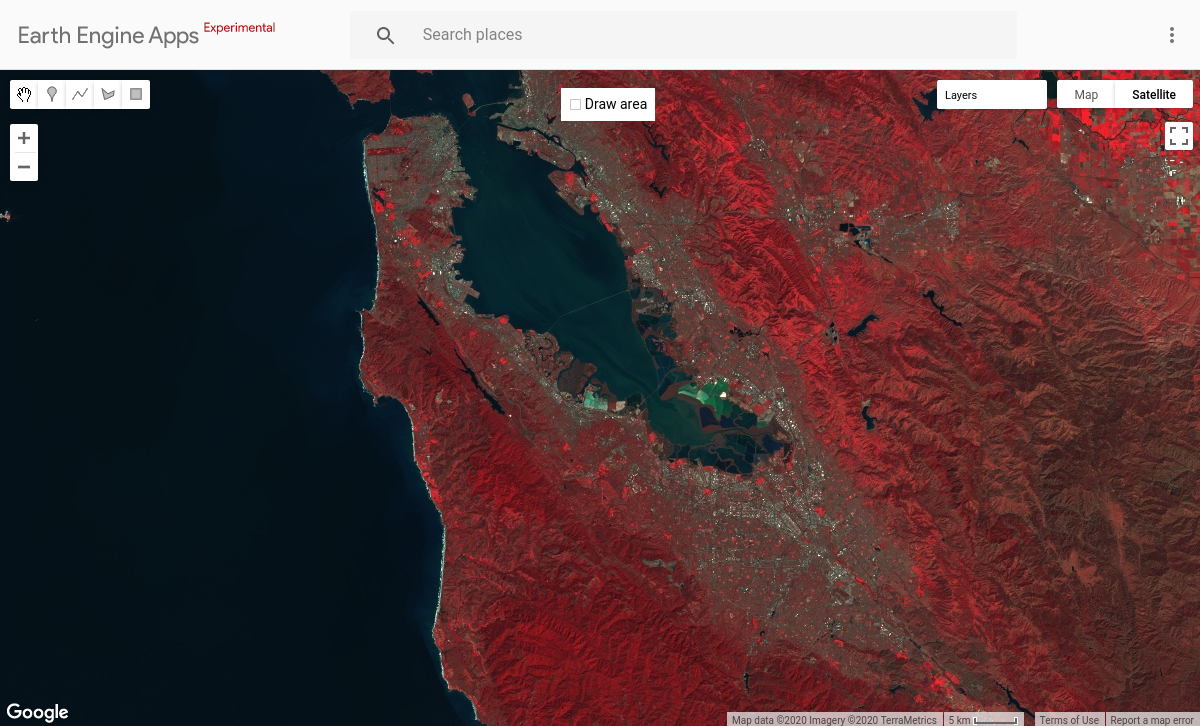 Earth Engine Apps Experimental
Search places
Draw area
Layers
Map
Satellite
Google
Map data ©2020 Imagery ©2020 TerraMetrics
5 km
Terms of Use
Report a map error